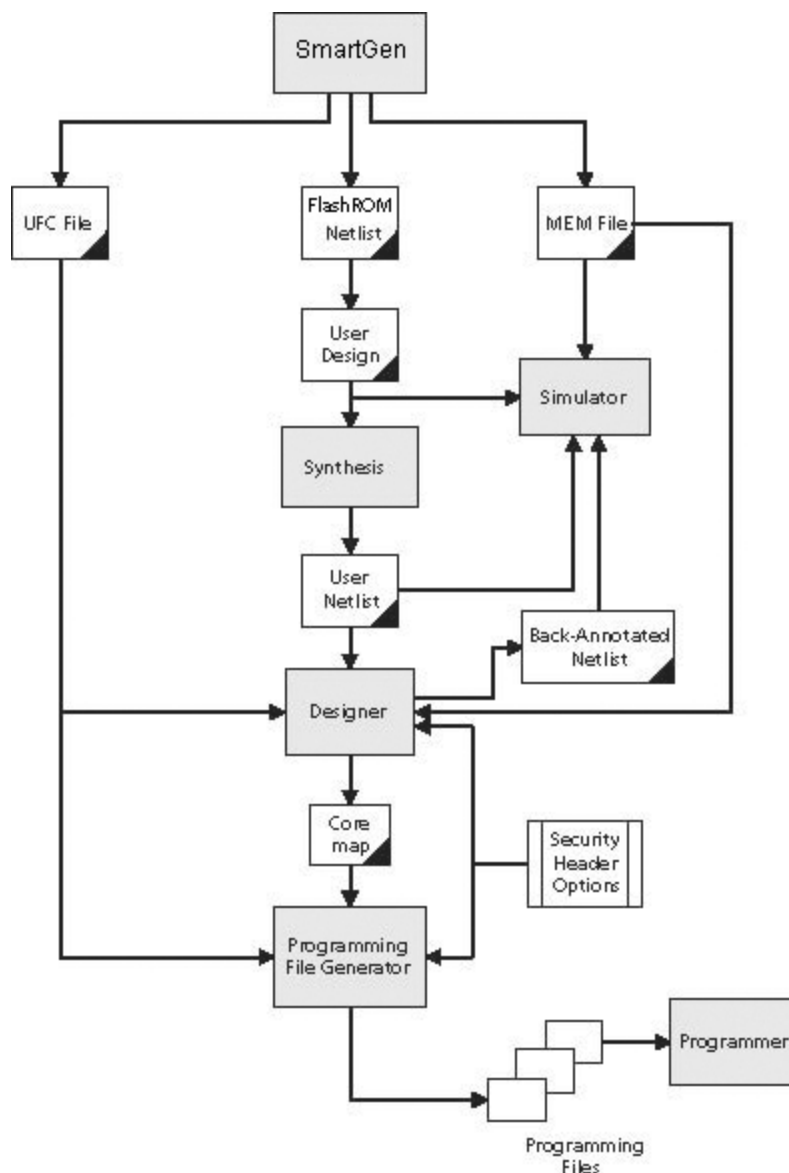 SmartGen
UFC File
FlashROM
Netlist
MEM File
User
Design
Simulator
Synthesis
User
Netlist
Back-Annotated
Netlist
Designer
Core
map
Security
Header
Options
Programming
File Generator
Programmer
Programming
Files